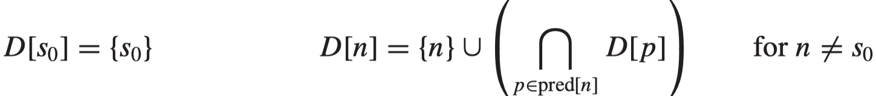 D[s₀] = {s₀} D[n] = {n} ∪ (⋂_{p∈pred[n]} D[p]) for n ≠ s₀